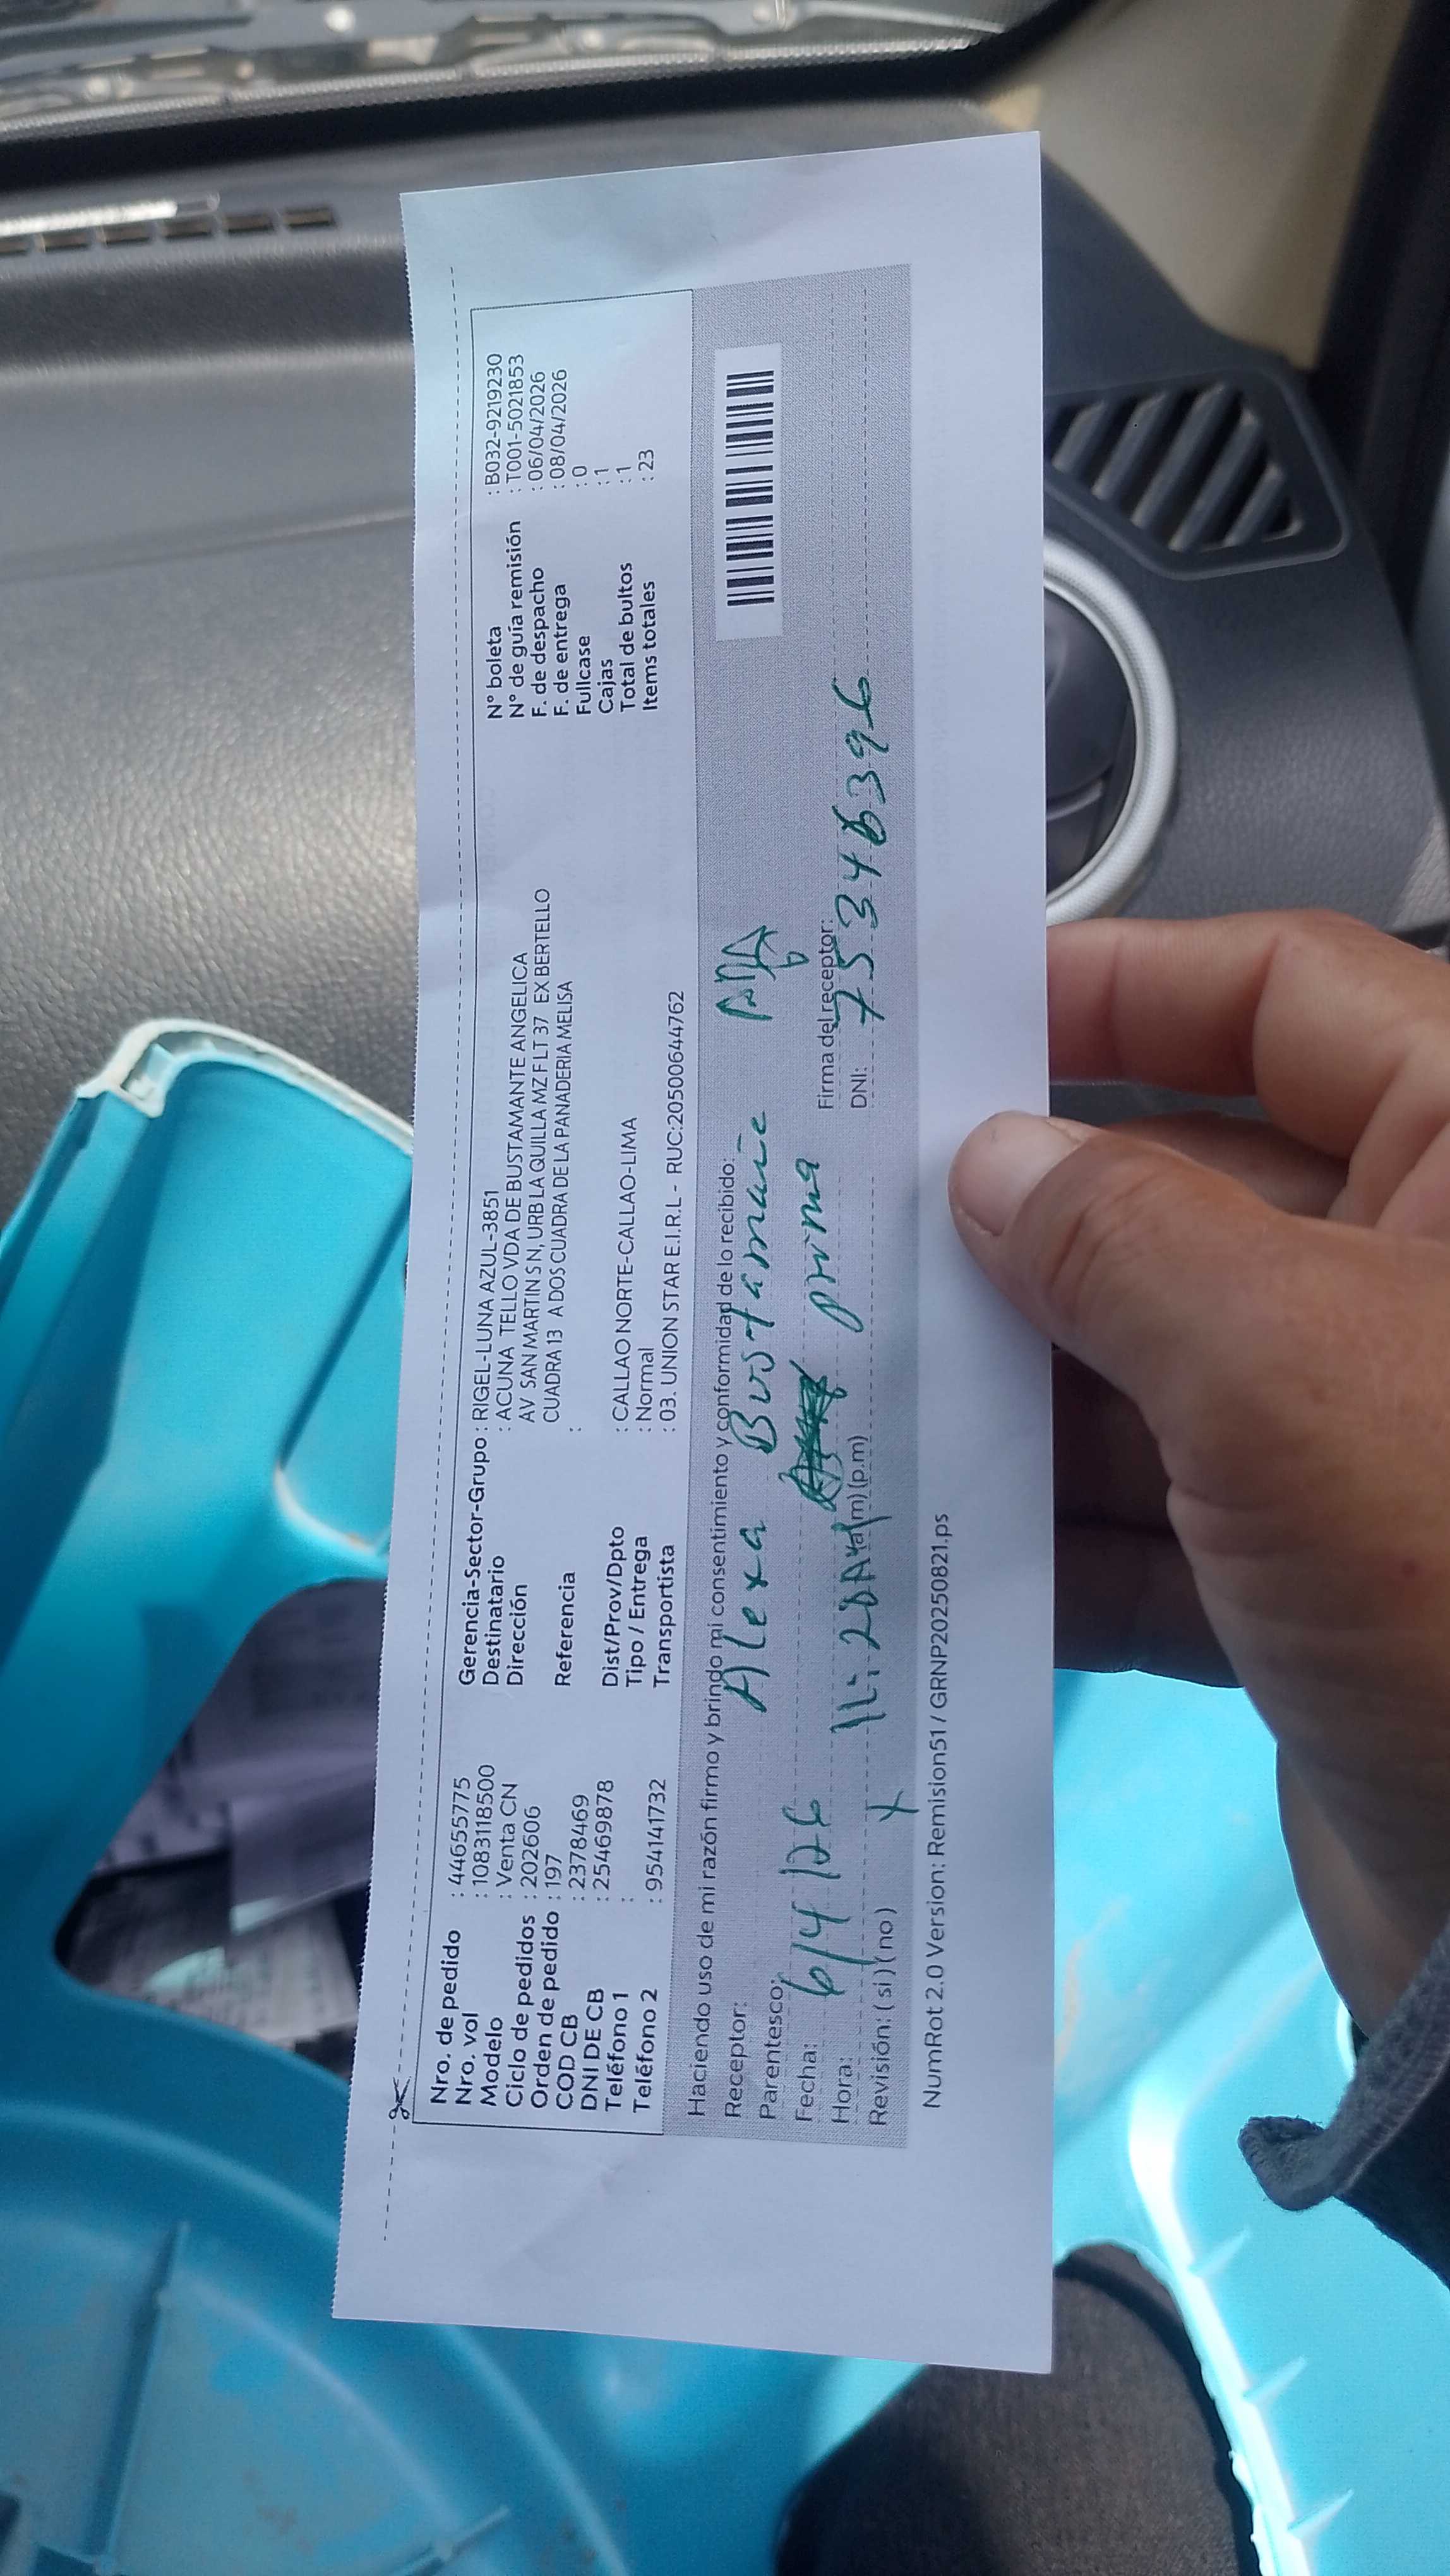 Nro. de pedido : 44655775
Nro. vol : 1083118500
Modelo : Venta CN
Ciclo de pedidos : 202606
Orden de pedido : 197
COD CB : 2378469
DNI DE CB : 25469878
Teléfono 1 :
Teléfono 2 : 954141732
Gerencia-Sector-Grupo : RIGEL-LUNA AZUL-3851
Destinatario : ACUNA TELLO VDA DE BUSTAMANTE ANGELICA
Dirección AV SAN MARTIN S N, URB LA QUILLA MZ F LT 37 EX BERTELLO
CUADRA 13 A DOS CUADRA DE LA PANADERIA MELISA
Referencia :
Dist/Prov/Dpto : CALLAO NORTE-CALLAO-LIMA
Tipo / Entrega : Normal
Transportista : 03. UNION STAR E.I.R.L - RUC:20500644762
N° boleta : B032-9219230
N° de guía remisión : T001-5021853
F. de despacho : 06/04/2026
F. de entrega : 08/04/2026
Fullcase : 0
Cajas : 1
Total de bultos : 1
Items totales : 23
Haciendo uso de mi razón firmo y brindo mi consentimiento y conformidad de lo recibido:
Receptor: Alexa Bustamante
Parentesco: prima
Fecha: 6/4/26
Firma del receptor:
Hora: (a.m) (p.m)
DNI: 75346396
Revisión: ( si ) ( no ) X
NumRot 2.0 Version: Remision51 / GRNP20250821.ps